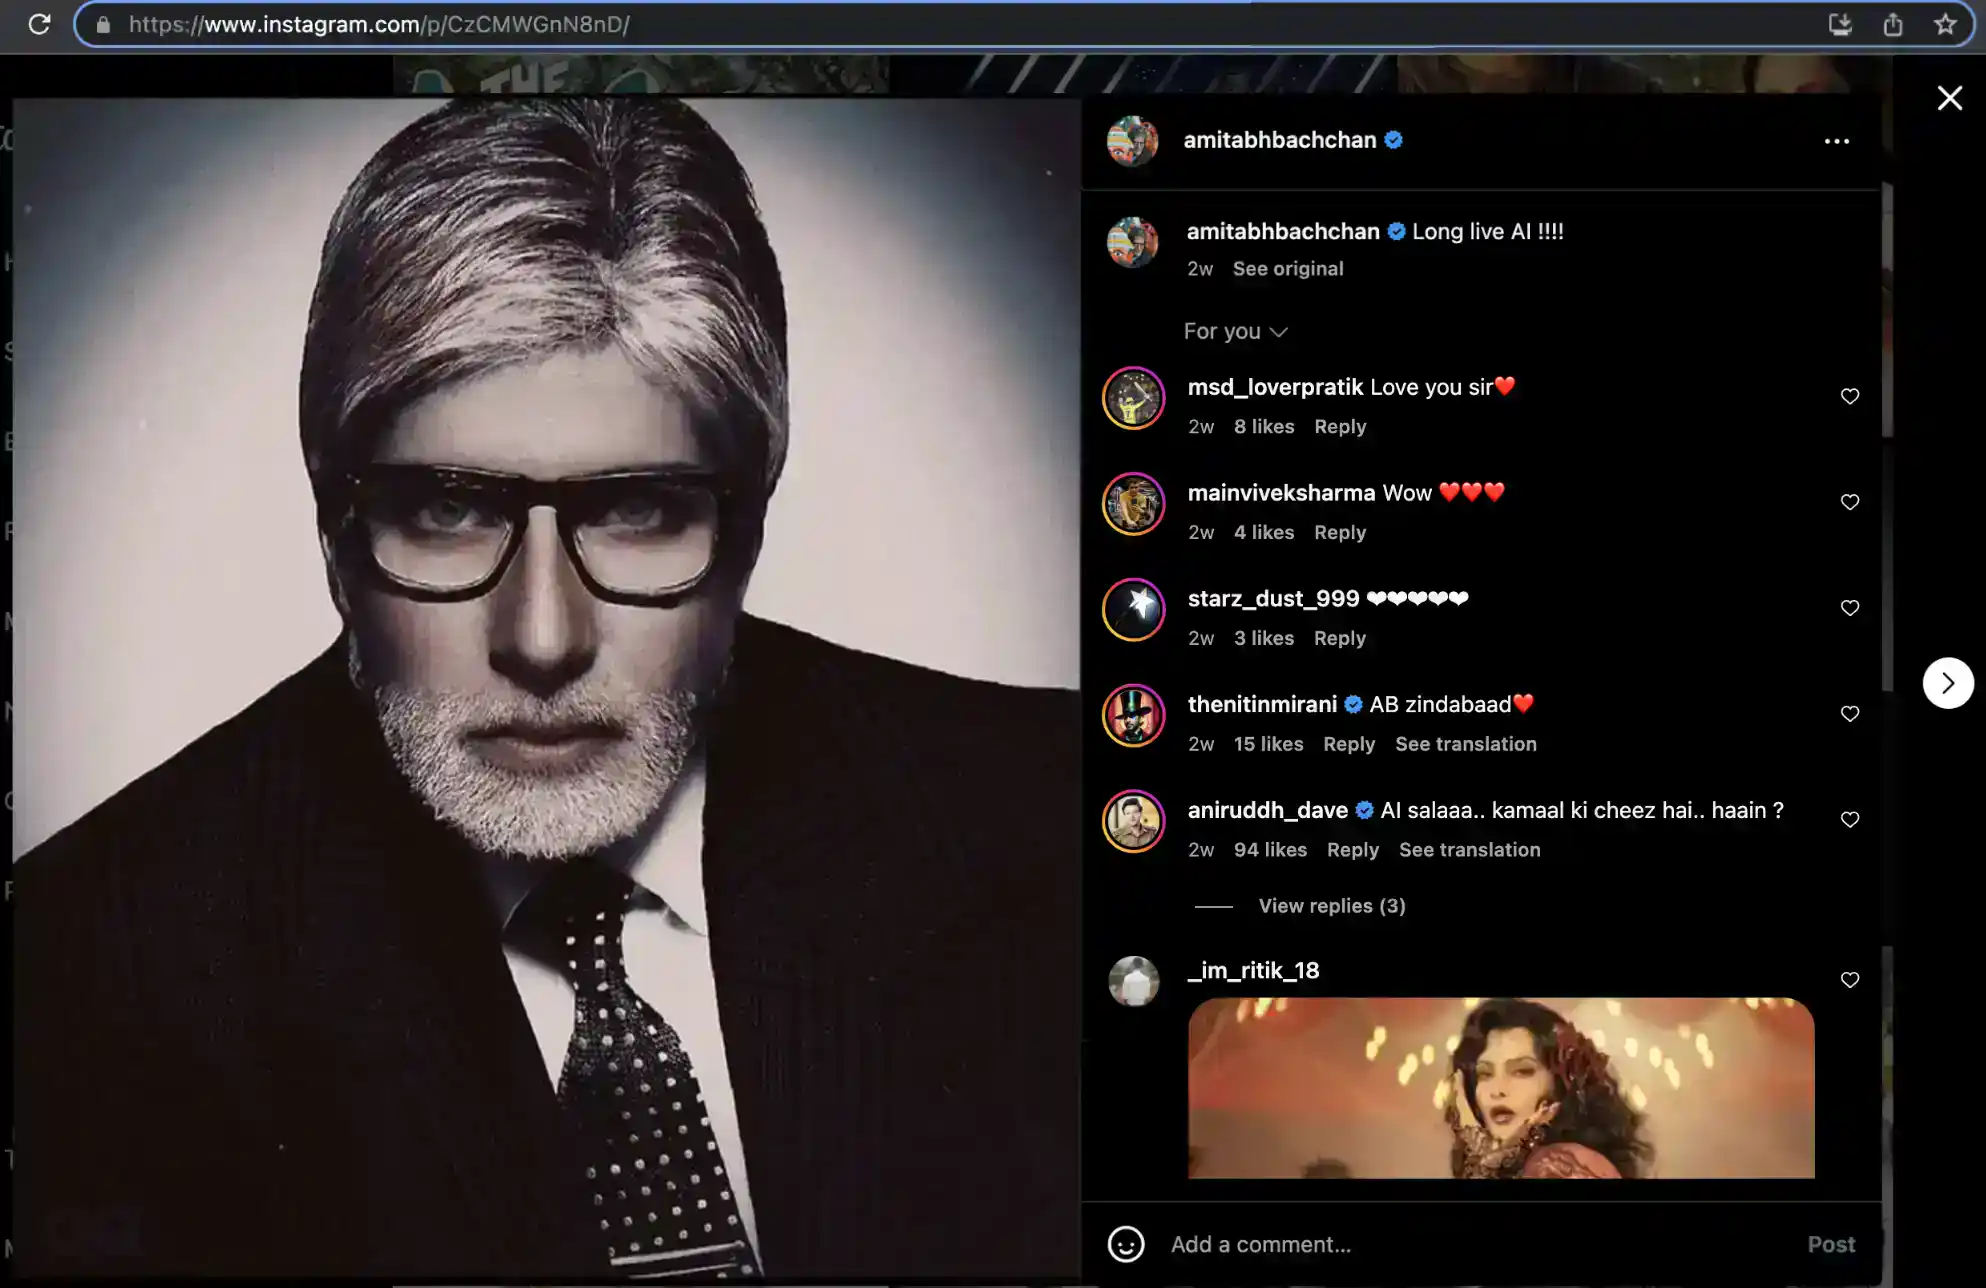 https://www.instagram.com/p/CzCMWGnN8nD/
THE
amitabhbachchan
amitabhbachchan Long live AI !!!!
2w See original
For you
msd_loverpratik Love you sir❤️
2w 8 likes Reply
mainviveksharma Wow ❤️❤️❤️
2w 4 likes Reply
starz_dust_999 ❤❤❤❤❤
2w 3 likes Reply
thenitinmirani AB zindabaad❤️
2w 15 likes Reply See translation
aniruddh_dave AI salaaa.. kamaal ki cheez hai.. haain ?
2w 94 likes Reply See translation
View replies (3)
_im_ritik_18
Add a comment...
Post